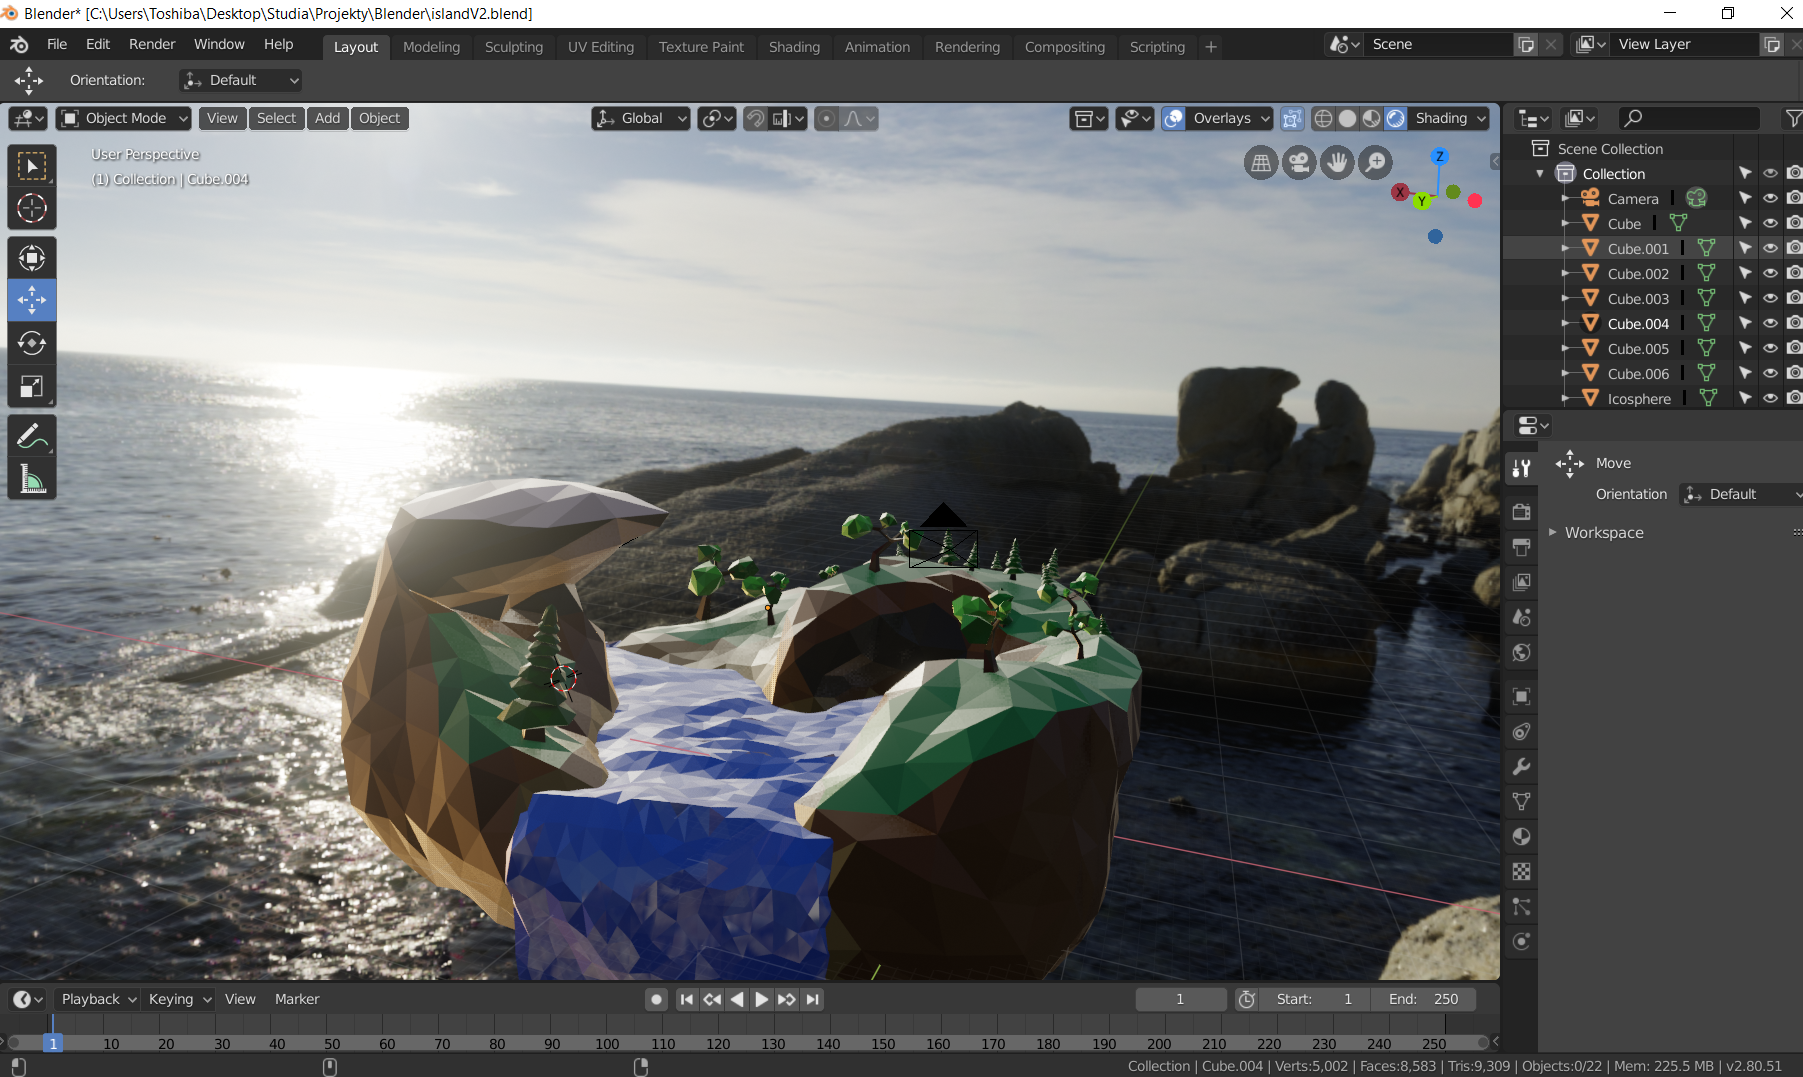 Blender* [C:\Users\Toshiba\Desktop\Studia\Projekty\Blender\islandV2.blend]
File Edit Render Window Help Layout Modeling Sculpting UV Editing Texture Paint Shading Animation Rendering Compositing Scripting + Scene View Layer
Orientation: Default
Object Mode View Select Add Object Global Overlays Shading
User Perspective
(1) Collection | Cube.004
Z
X
Y
Scene Collection
Collection
Camera
Cube
Cube.001
Cube.002
Cube.003
Cube.004
Cube.005
Cube.006
Icosphere
Move
Orientation Default
Workspace
Playback Keying View Marker 1 Start: 1 End: 250
1 10 20 30 40 50 60 70 80 90 100 110 120 130 140 150 160 170 180 190 200 210 220 230 240 250
Collection | Cube.004 | Verts:5,002 | Faces:8,583 | Tris:9,309 | Objects:0/22 | Mem: 225.5 MB | v2.80.51